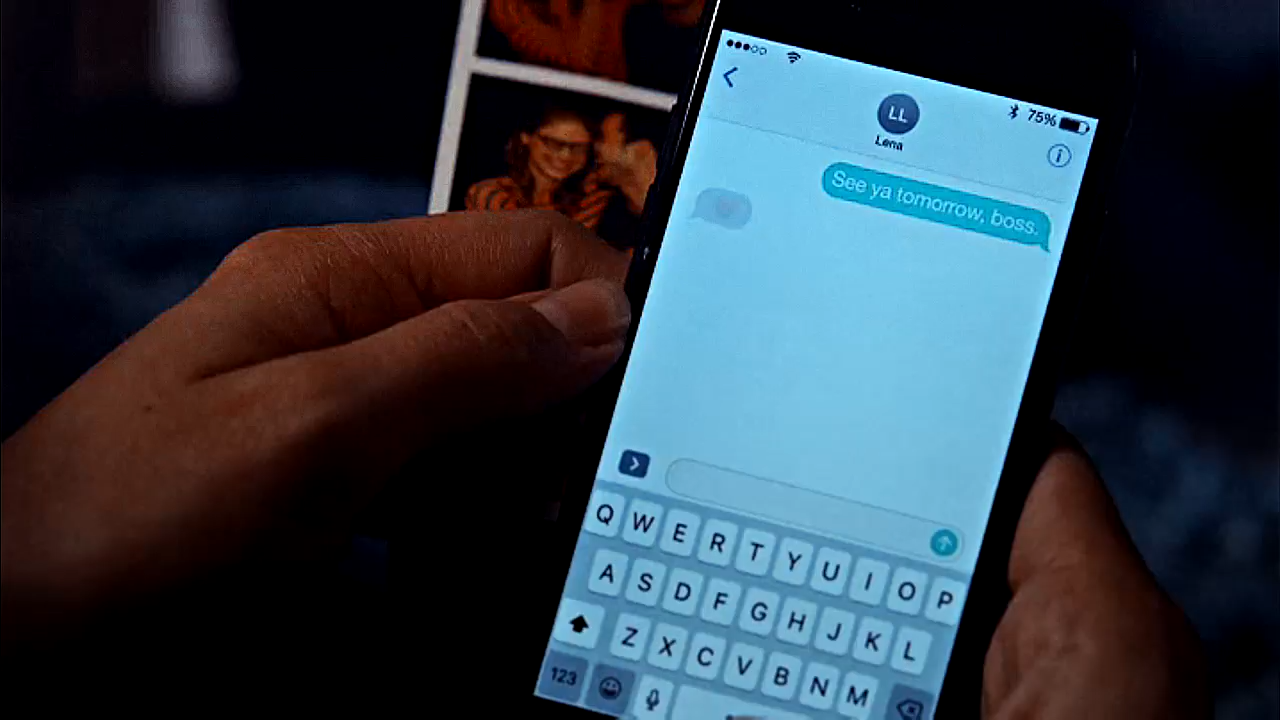 75%
LL
Lena
See ya tomorrow, boss.
Q W E R T Y U I O P
A S D F G H J K L
Z X C V B N M
123